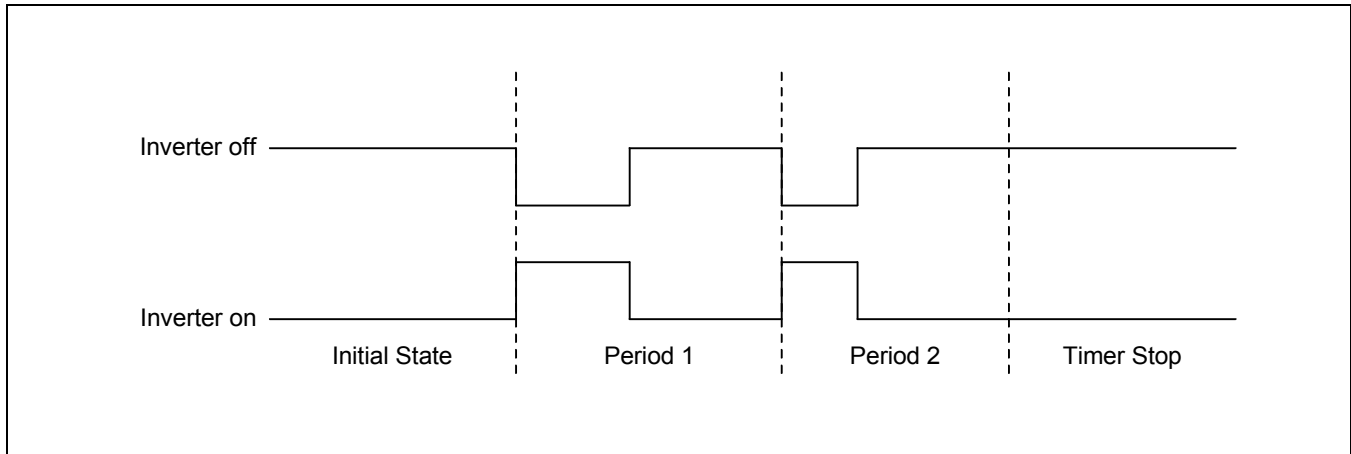 Inverter off
Inverter on
Initial State Period 1 Period 2 Timer Stop